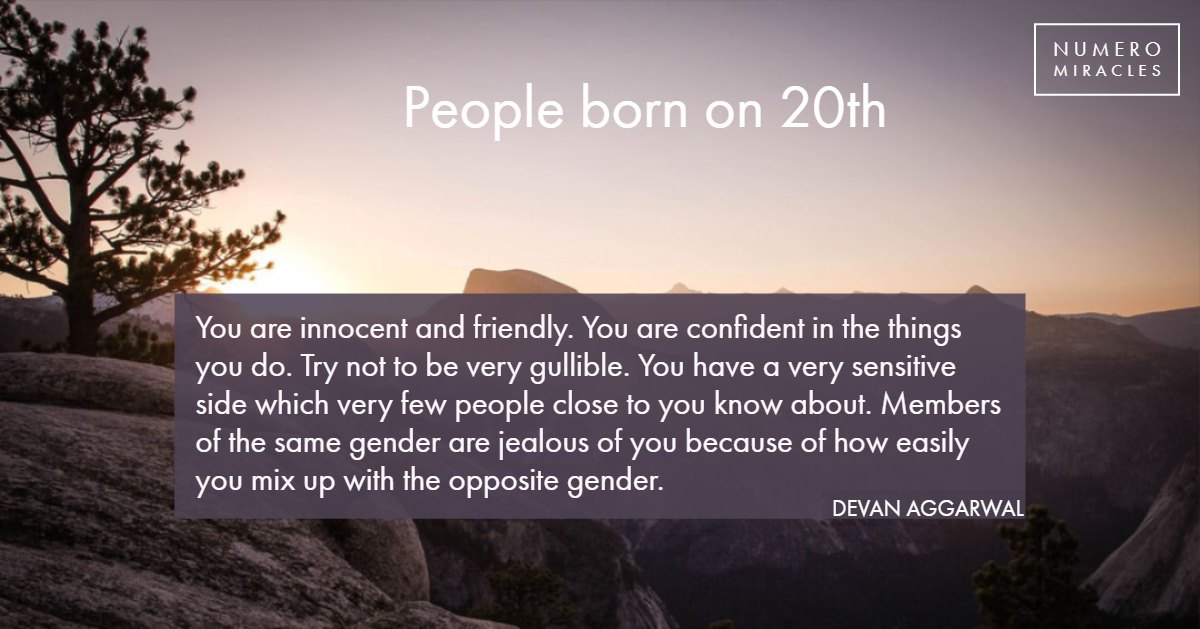 NUMERO
MIRACLES
People born on 20th
You are innocent and friendly. You are confident in the things
you do. Try not to be very gullible. You have a very sensitive
side which very few people close to you know about. Members
of the same gender are jealous of you because of how easily
you mix up with the opposite gender.
DEVAN AGGARWAL